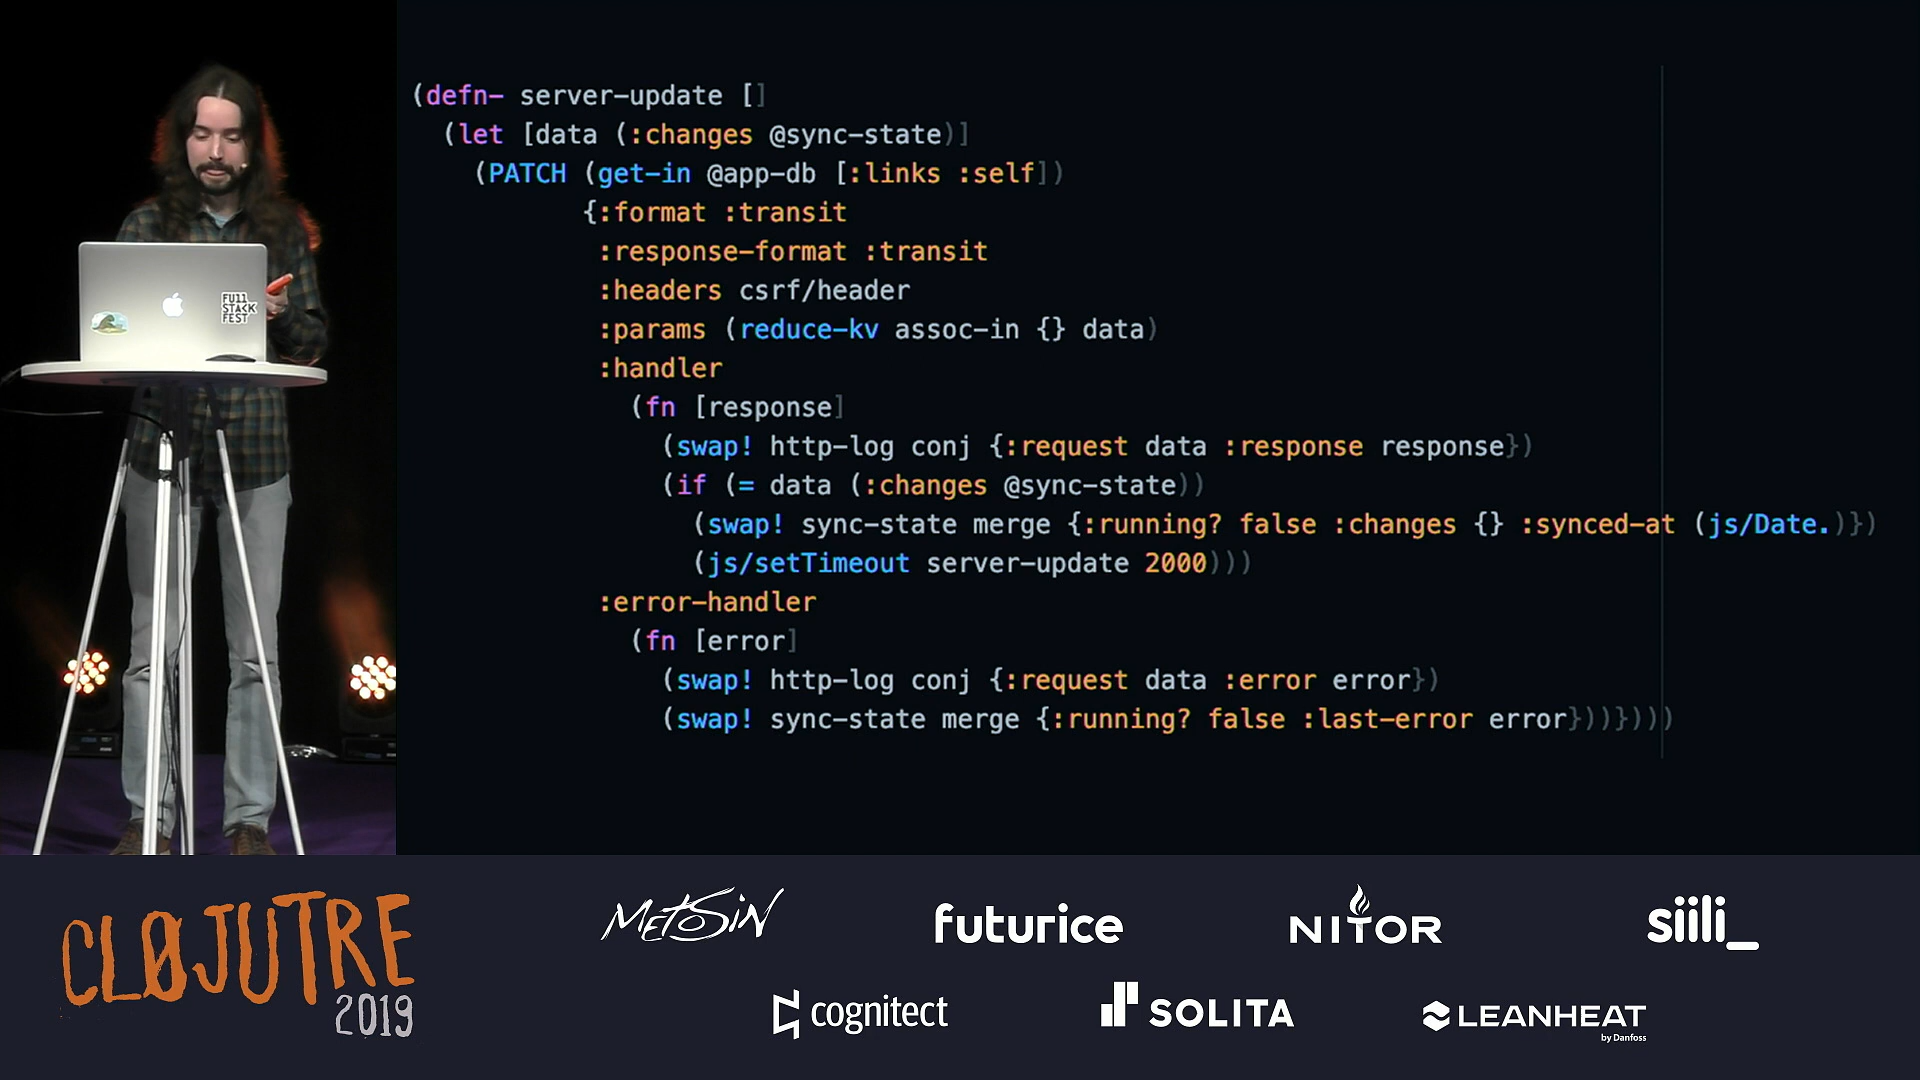 (defn- server-update []
(let [data (:changes @sync-state)]
(PATCH (get-in @app-db [:links :self])
{:format :transit
:response-format :transit
:headers csrf/header
:params (reduce-kv assoc-in {} data)
:handler
(fn [response]
(swap! http-log conj {:request data :response response})
(if (= data (:changes @sync-state))
(swap! sync-state merge {:running? false :changes {} :synced-at (js/Date.)})
(js/setTimeout server-update 2000)))
:error-handler
(fn [error]
(swap! http-log conj {:request data :error error})
(swap! sync-state merge {:running? false :last-error error}))})))
FULL
STACK
FEST
CLØJUTRE
2019
METOSIN
futurice
NITOR
siili_
cognitect
SOLITA
LEANHEAT
by Danfoss